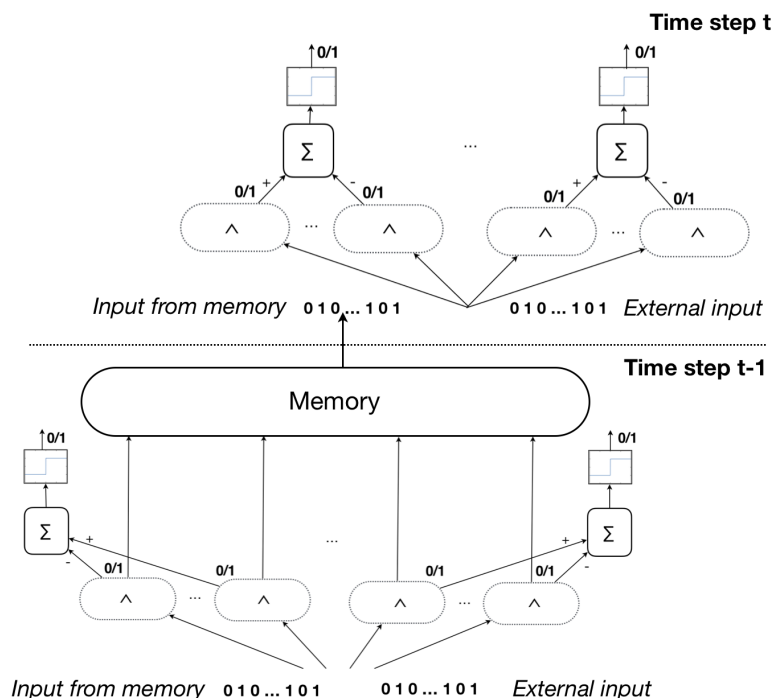 Time step t
0/1 0/1
Σ ... Σ
0/1 + - 0/1 0/1 + - 0/1
∧ ... ∧ ∧ ... ∧
Input from memory 0 1 0 ... 1 0 1 0 1 0 ... 1 0 1 External input
Time step t-1
Memory
0/1 0/1
Σ + ... + Σ
- 0/1 0/1 0/1 0/1 -
∧ ... ∧ ∧ ... ∧
Input from memory 0 1 0 ... 1 0 1 0 1 0 ... 1 0 1 External input